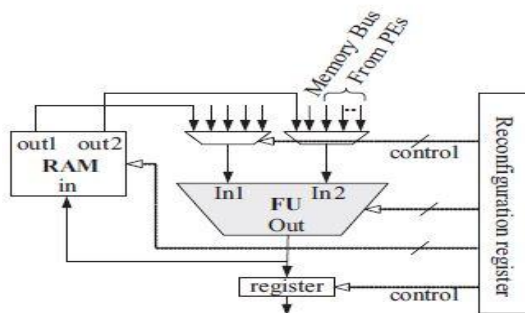 Memory Bus
From PEs
out1 out2
RAM
in
control
In1 In2
FU
Out
register
control
Reconfiguration register